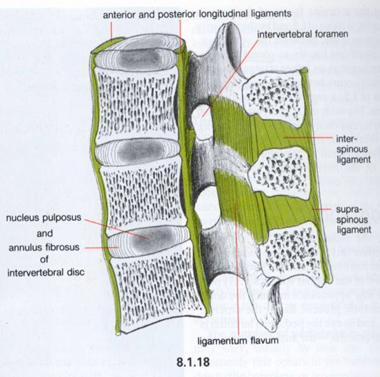 anterior and posterior longitudinal ligaments
intervertebral foramen
inter-
spinous
ligament
supra-
spinous
ligament
nucleus pulposus
and
annulus fibrosus
of
intervertebral disc
ligamentum flavum
8.1.18